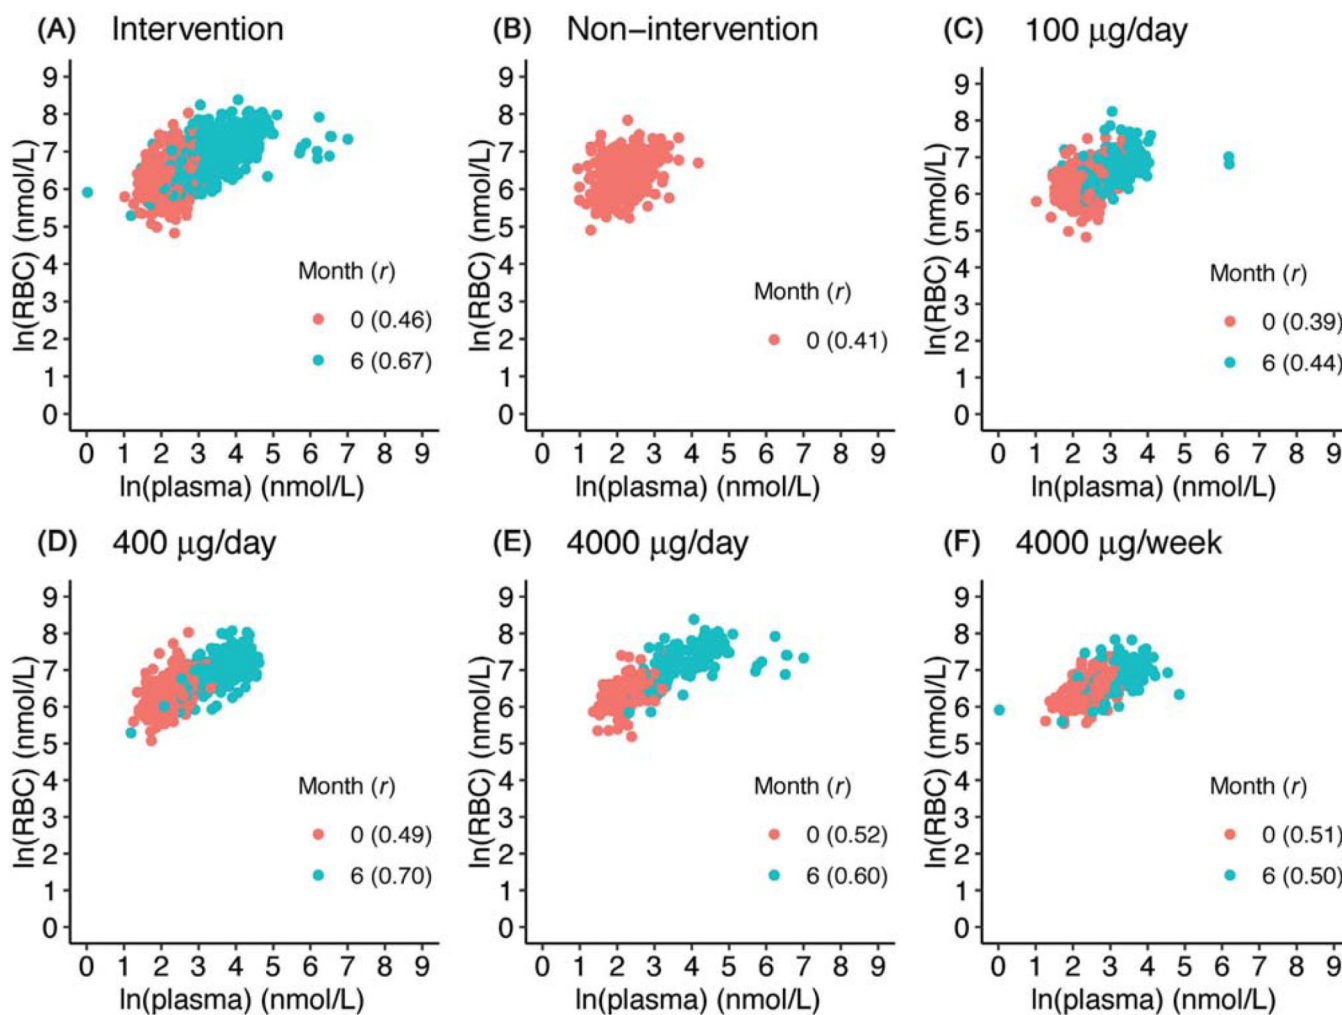 (A) Intervention
9
8
7
6
5
4
3
2
1
0
ln(RBC) (nmol/L)
Month (r)
0 (0.46)
6 (0.67)
0 1 2 3 4 5 6 7 8 9
ln(plasma) (nmol/L)
(B) Non−intervention
9
8
7
6
5
4
3
2
1
0
ln(RBC) (nmol/L)
Month (r)
0 (0.41)
0 1 2 3 4 5 6 7 8 9
ln(plasma) (nmol/L)
(C) 100 μg/day
9
8
7
6
5
4
3
2
1
0
ln(RBC) (nmol/L)
Month (r)
0 (0.39)
6 (0.44)
0 1 2 3 4 5 6 7 8 9
ln(plasma) (nmol/L)
(D) 400 μg/day
9
8
7
6
5
4
3
2
1
0
ln(RBC) (nmol/L)
Month (r)
0 (0.49)
6 (0.70)
0 1 2 3 4 5 6 7 8 9
ln(plasma) (nmol/L)
(E) 4000 μg/day
9
8
7
6
5
4
3
2
1
0
ln(RBC) (nmol/L)
Month (r)
0 (0.52)
6 (0.60)
0 1 2 3 4 5 6 7 8 9
ln(plasma) (nmol/L)
(F) 4000 μg/week
9
8
7
6
5
4
3
2
1
0
ln(RBC) (nmol/L)
Month (r)
0 (0.51)
6 (0.50)
0 1 2 3 4 5 6 7 8 9
ln(plasma) (nmol/L)